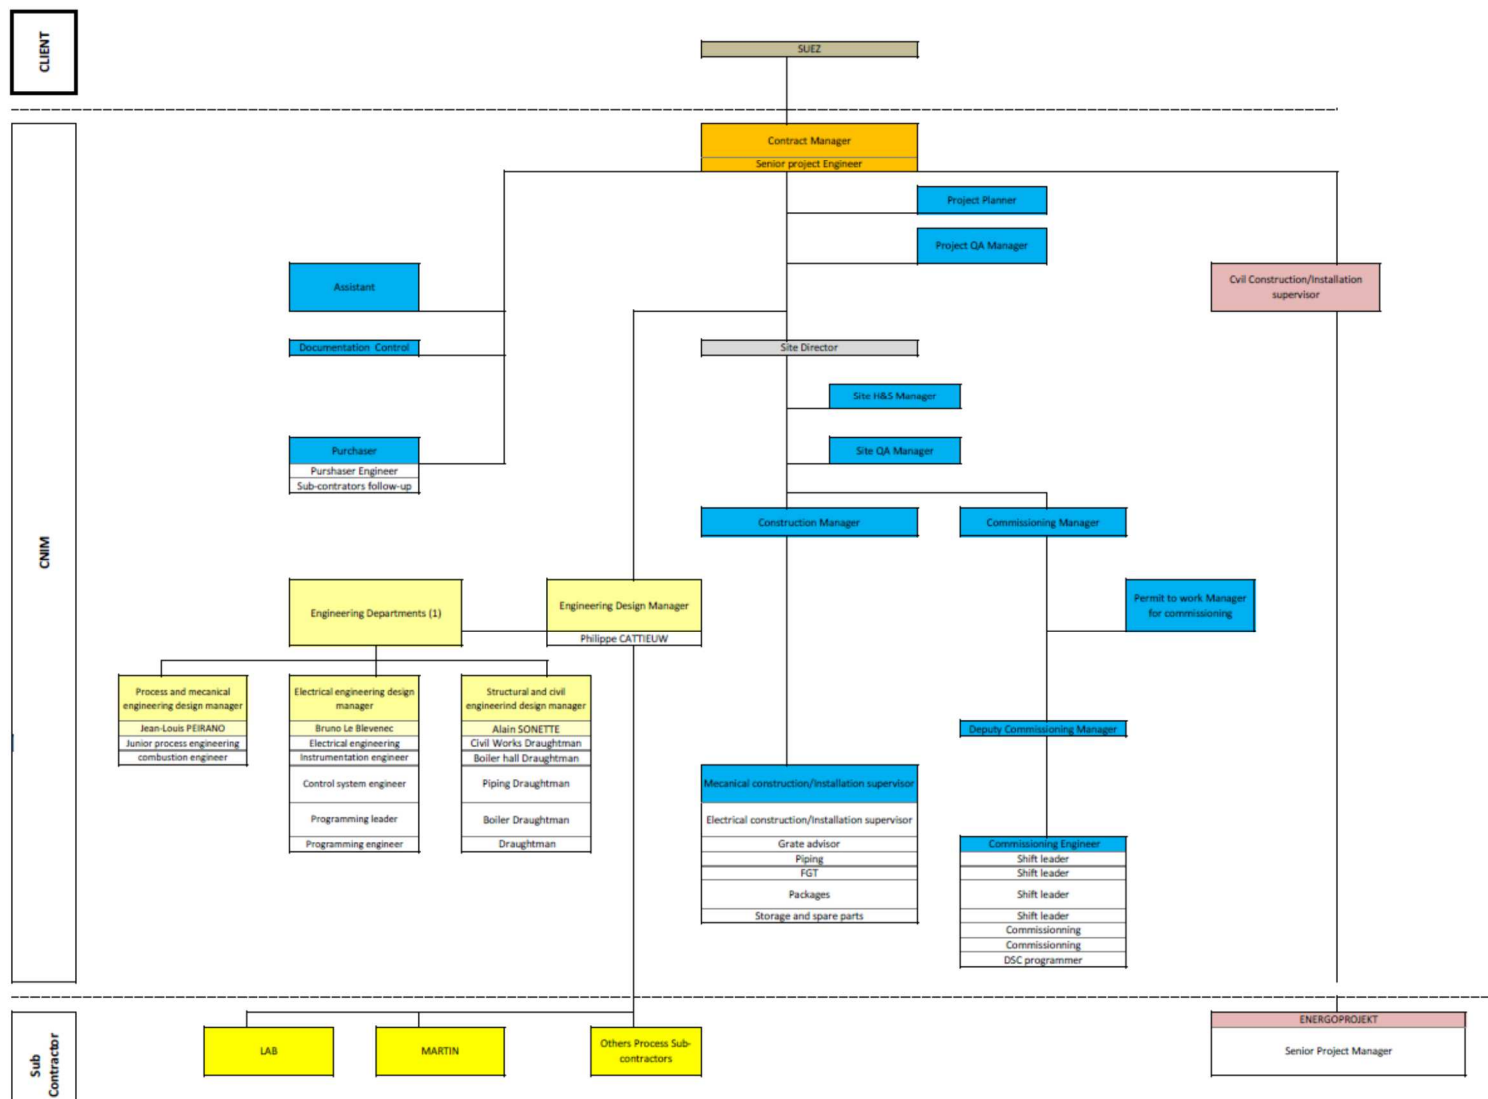 CLIENT
SUEZ
CNIM
Contract Manager
Senior project Engineer
Project Planner
Project QA Manager
Assistant
Cvil Construction/Installation
supervisor
Documentation Control
Site Director
Site H&S Manager
Purchaser
Purshaser Engineer
Sub-contrators follow-up
Site QA Manager
Construction Manager
Commissioning Manager
Engineering Departments (1)
Engineering Design Manager
Philippe CATTIEUW
Permit to work Manager
for commissioning
Process and mecanical
engineering design manager
Jean-Louis PEIRANO
Junior process engineering
combustion engineer
Electrical engineering design
manager
Bruno Le Blevenec
Electrical engineering
Instrumentation engineer
Control system engineer
Programming leader
Programming engineer
Structural and civil
engineerind design manager
Alain SONETTE
Civil Works Draughtman
Boiler hall Draughtman
Piping Draughtman
Boiler Draughtman
Draughtman
Deputy Commissioning Manager
Mecanical construction/Installation supervisor
Electrical construction/Installation supervisor
Grate advisor
Piping
FGT
Packages
Storage and spare parts
Commissioning Engineer
Shift leader
Shift leader
Shift leader
Shift leader
Commissionning
Commissionning
DSC programmer
Sub
Contractor
LAB
MARTIN
Others Process Sub-
contractors
ENERGOPROJEKT
Senior Project Manager